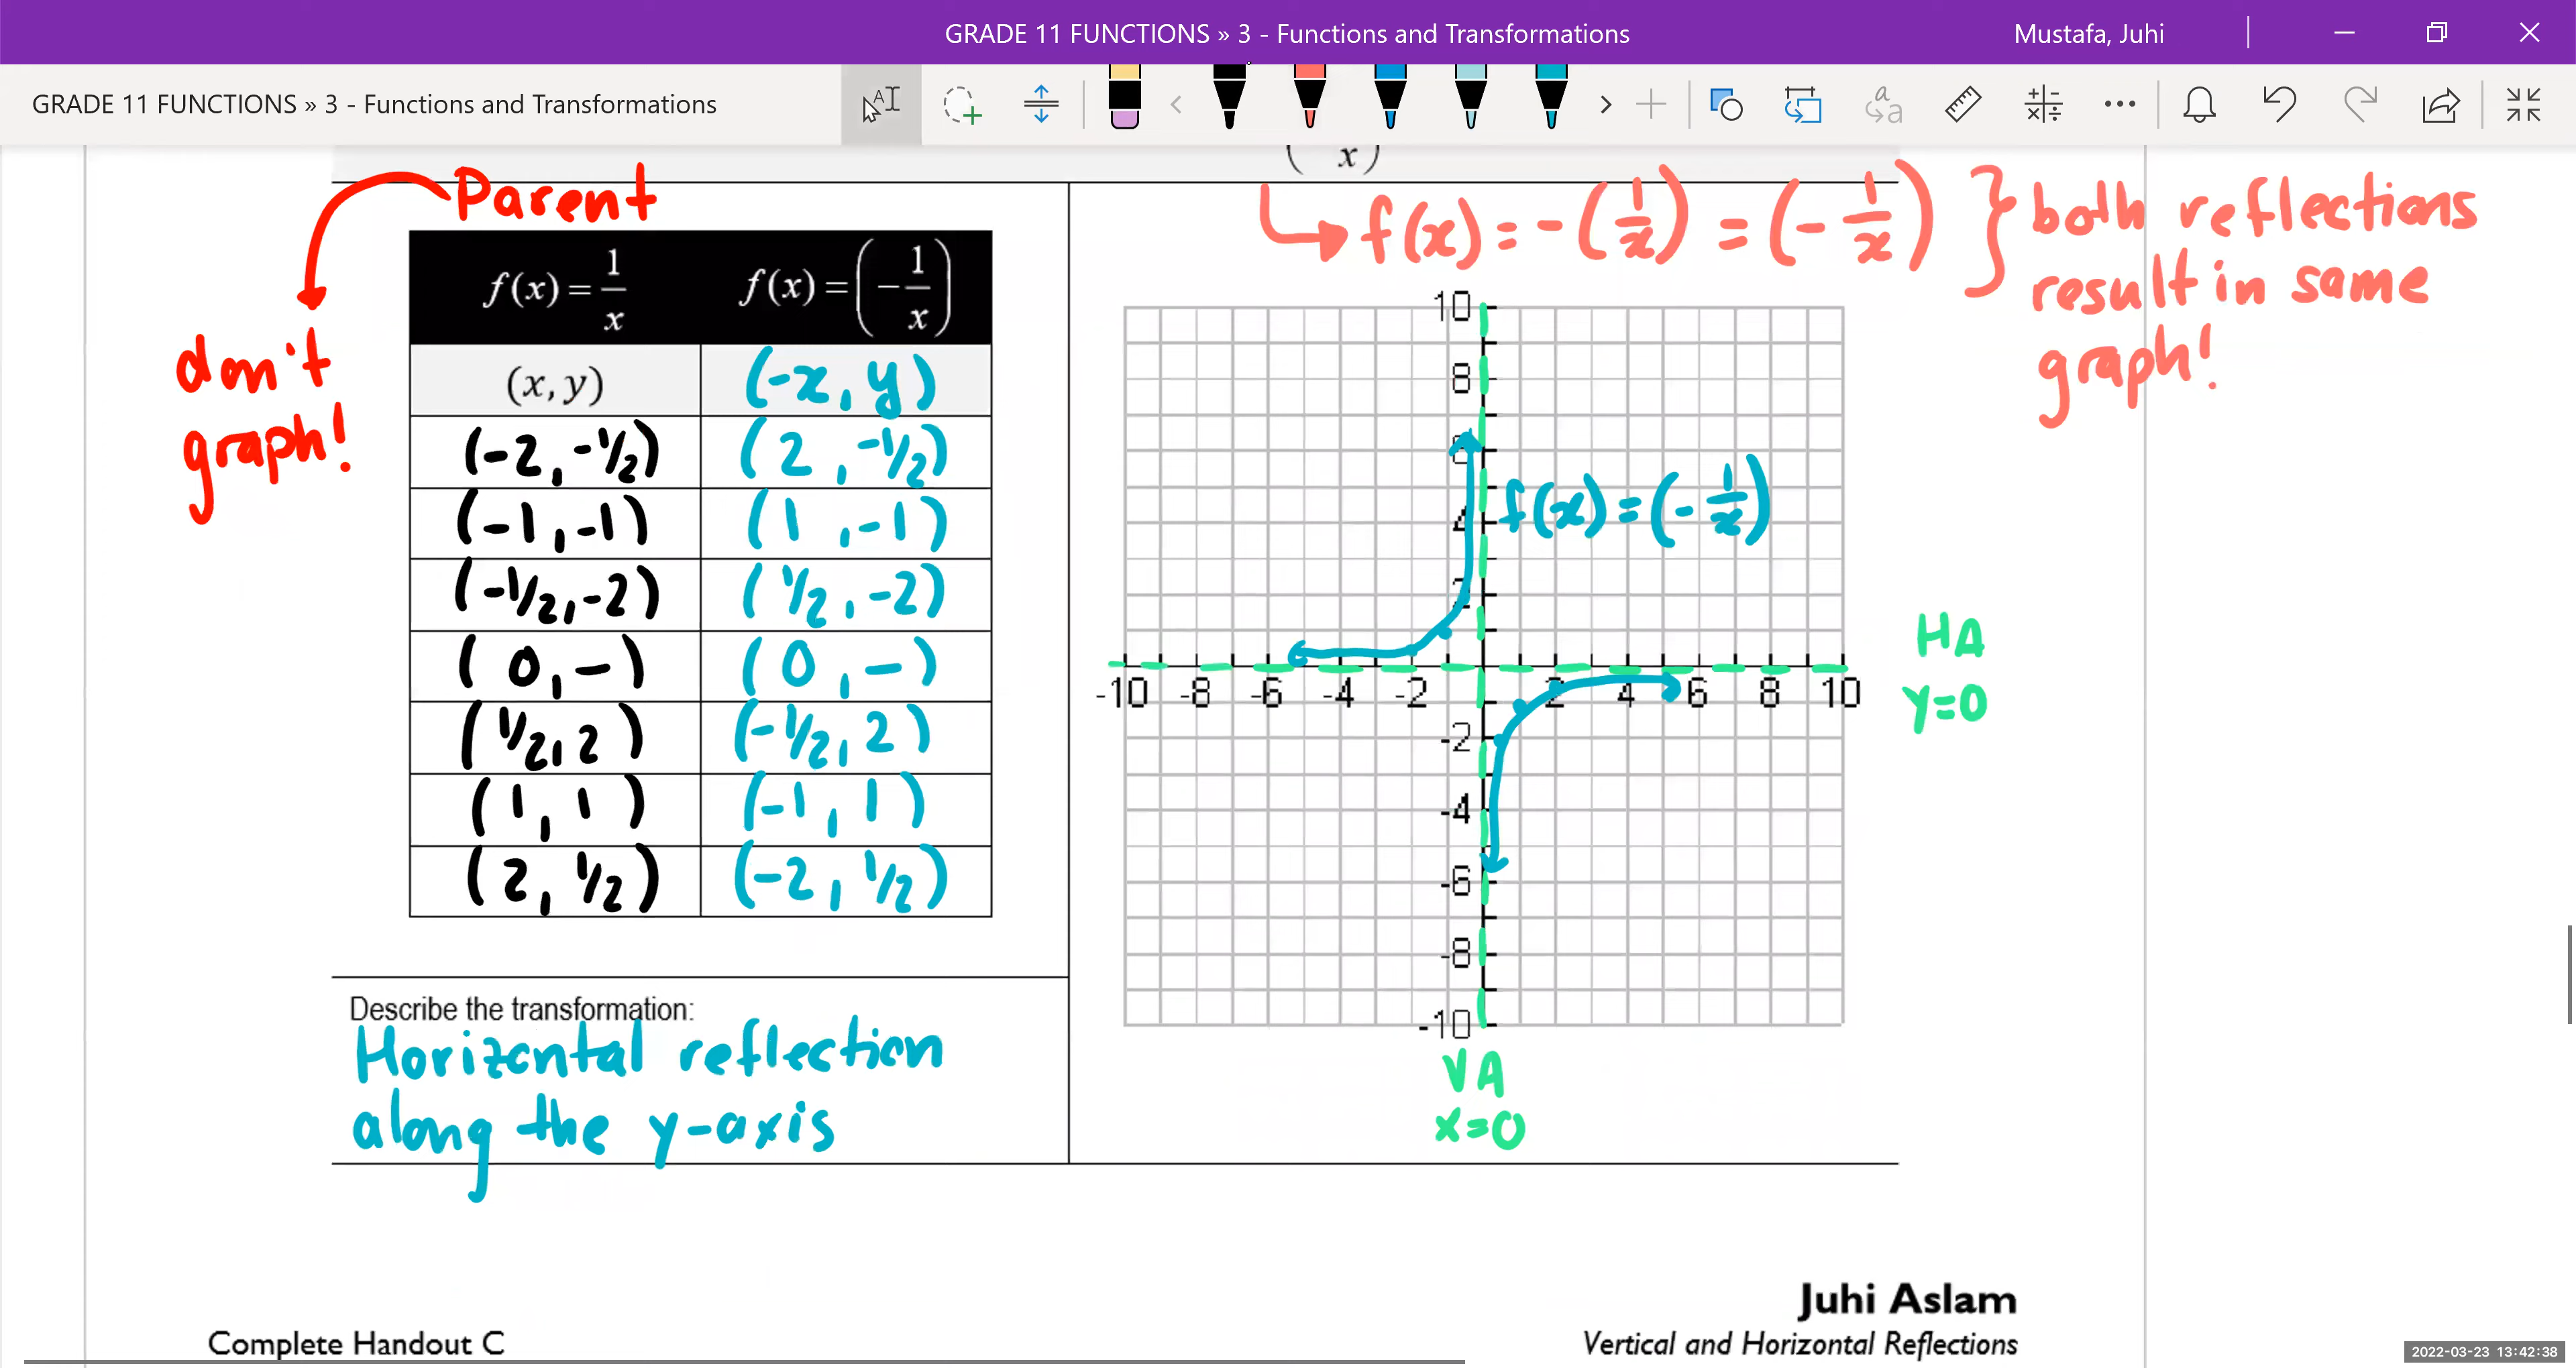 GRADE 11 FUNCTIONS » 3 - Functions and Transformations
Mustafa, Juhi
GRADE 11 FUNCTIONS » 3 - Functions and Transformations
Parent
don't
graph!
f(x) = 1/x
f(x) = (- 1/x)
(x, y)
(-x, y)
(-2, -1/2)
(2, -1/2)
(-1, -1)
(1, -1)
(-1/2, -2)
(1/2, -2)
(0, -)
(0, -)
(1/2, 2)
(-1/2, 2)
(1, 1)
(-1, 1)
(2, 1/2)
(-2, 1/2)
Describe the transformation:
Horizontal reflection
along the y-axis
x)
f(x) = -(1/x) = (- 1/x)
both reflections
result in same
graph!
10
8
6
4
2
-10 -8 -6 -4 -2 2 4 6 8 10
-2
-4
-6
-8
-10
f(x) = (- 1/x)
HA
y=0
VA
x=0
Juhi Aslam
Complete Handout C
Vertical and Horizontal Reflections
2022-03-23 13:42:38